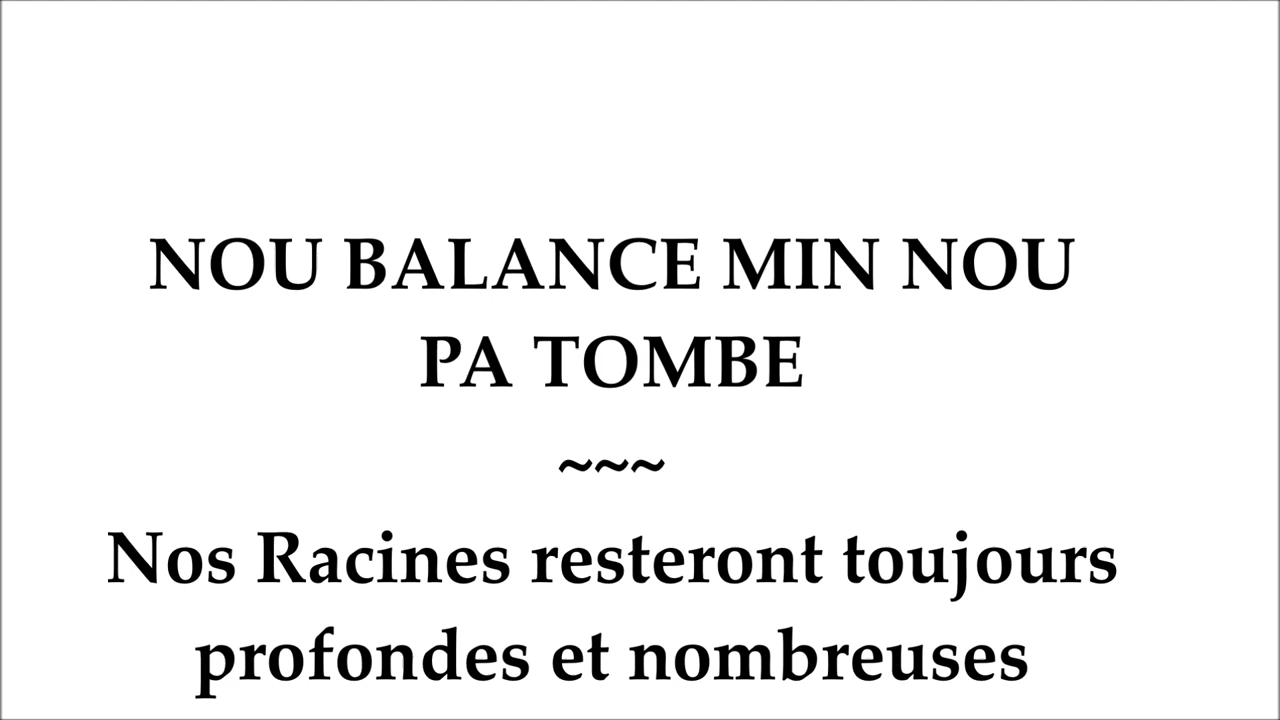 NOU BALANCE MIN NOU
PA TOMBE
~~~
Nos Racines resteront toujours
profondes et nombreuses